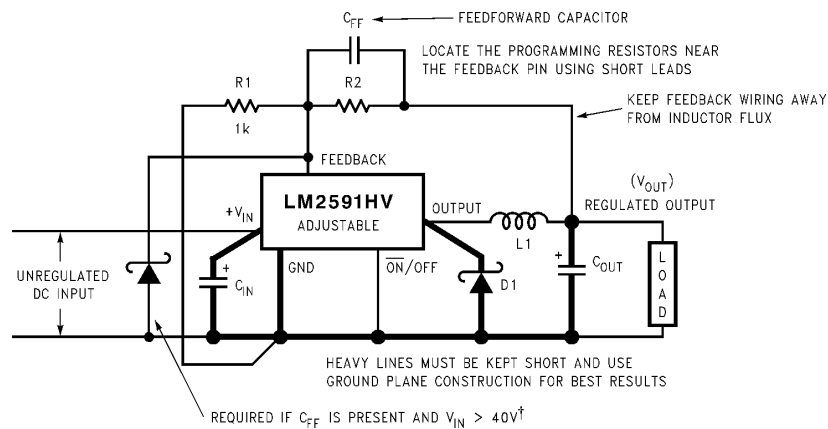 C_FF
FEEDFORWARD CAPACITOR
LOCATE THE PROGRAMMING RESISTORS NEAR
THE FEEDBACK PIN USING SHORT LEADS
R1
R2
1k
KEEP FEEDBACK WIRING AWAY
FROM INDUCTOR FLUX
FEEDBACK
+V_IN
LM2591HV
ADJUSTABLE
OUTPUT
(V_OUT)
REGULATED OUTPUT
L1
UNREGULATED
DC INPUT
+
C_IN
GND
O̅N̅/OFF
D1
+
C_OUT
LOAD
HEAVY LINES MUST BE KEPT SHORT AND USE
GROUND PLANE CONSTRUCTION FOR BEST RESULTS
REQUIRED IF C_FF IS PRESENT AND V_IN > 40V†